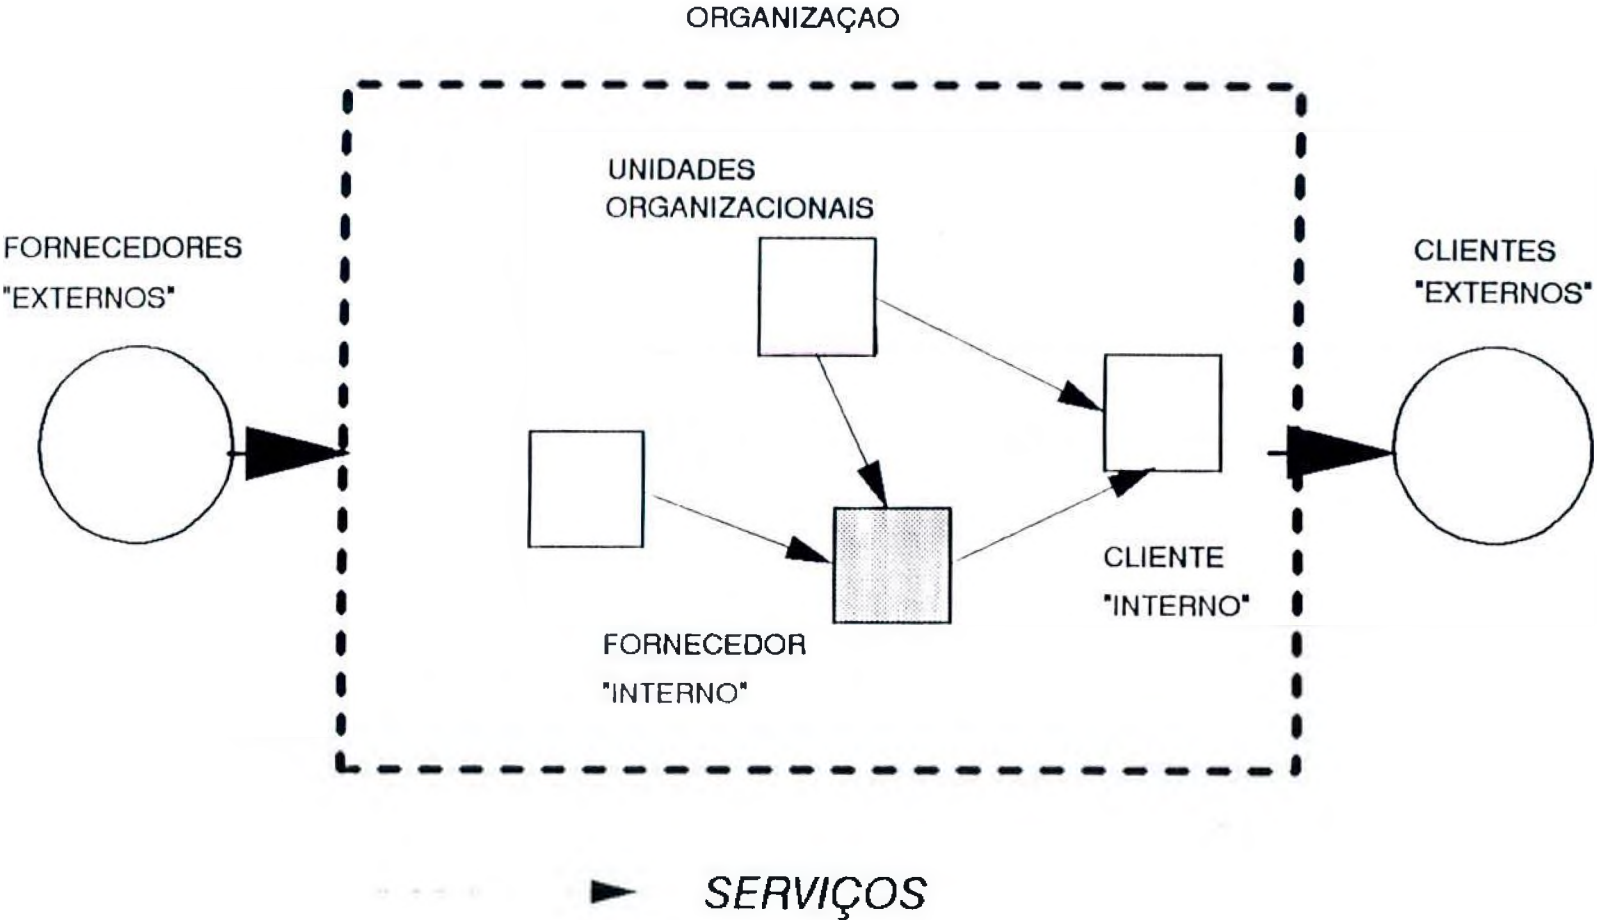 ORGANIZAÇAO
UNIDADES
ORGANIZACIONAIS
FORNECEDORES
"EXTERNOS"
CLIENTES
"EXTERNOS"
CLIENTE
"INTERNO"
FORNECEDOR
"INTERNO"
SERVIÇOS